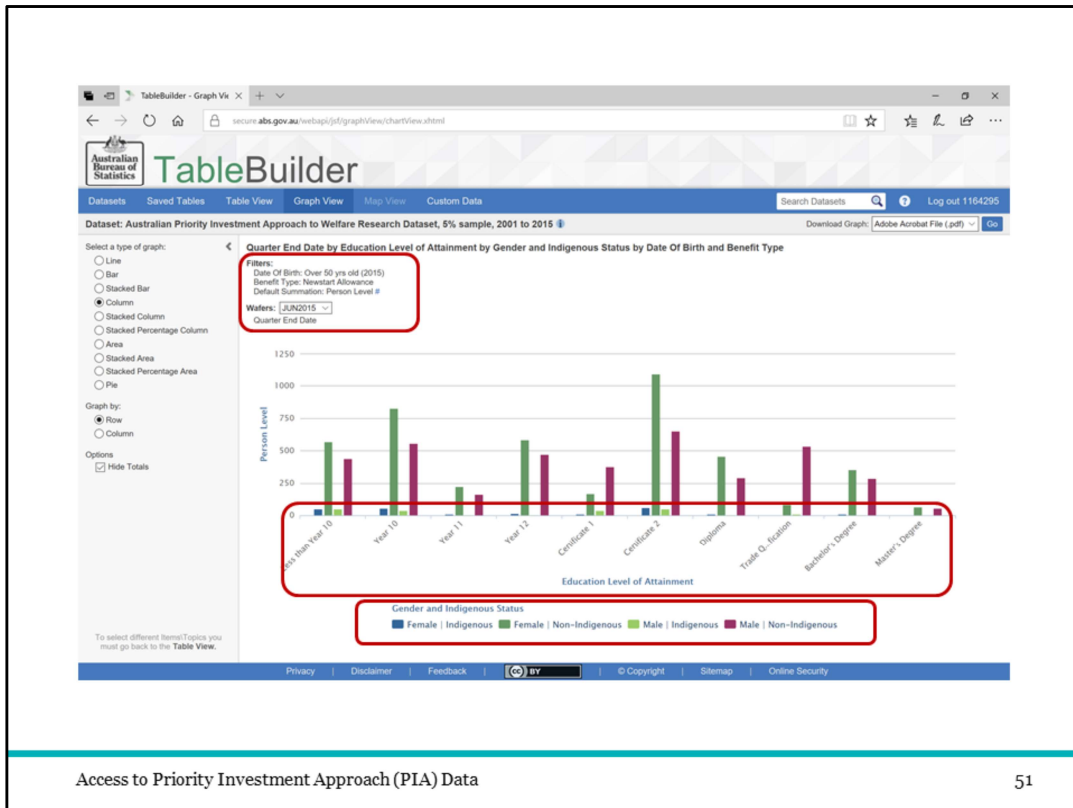 TableBuilder - Graph Vie
secure.abs.gov.au/webapi/jsf/graphView/chartView.xhtml
Australian
Bureau of
Statistics
TableBuilder
Datasets Saved Tables Table View Graph View Map View Custom Data Search Datasets Log out 1164295
Dataset: Australian Priority Investment Approach to Welfare Research Dataset, 5% sample, 2001 to 2015 Download Graph: Adobe Acrobat File (.pdf) Go
Select a type of graph:
Line
Bar
Stacked Bar
Column
Stacked Column
Stacked Percentage Column
Area
Stacked Area
Stacked Percentage Area
Pie
Graph by:
Row
Column
Options
Hide Totals
To select different Items\Topics you
must go back to the Table View.
Quarter End Date by Education Level of Attainment by Gender and Indigenous Status by Date Of Birth and Benefit Type
Filters:
Date Of Birth: Over 50 yrs old (2015)
Benefit Type: Newstart Allowance
Default Summation: Person Level #
Wafers: JUN2015
Quarter End Date
Person Level
1250
1000
750
500
250
0
Less than Year 10
Year 10
Year 11
Year 12
Cerificate 1
Cerificate 2
Diploma
Trade Q...fication
Bachelor's Degree
Master's Degree
Education Level of Attainment
Gender and Indigenous Status
Female | Indigenous Female | Non-Indigenous Male | Indigenous Male | Non-Indigenous
Privacy | Disclaimer | Feedback | cc BY | © Copyright | Sitemap | Online Security
Access to Priority Investment Approach (PIA) Data 51